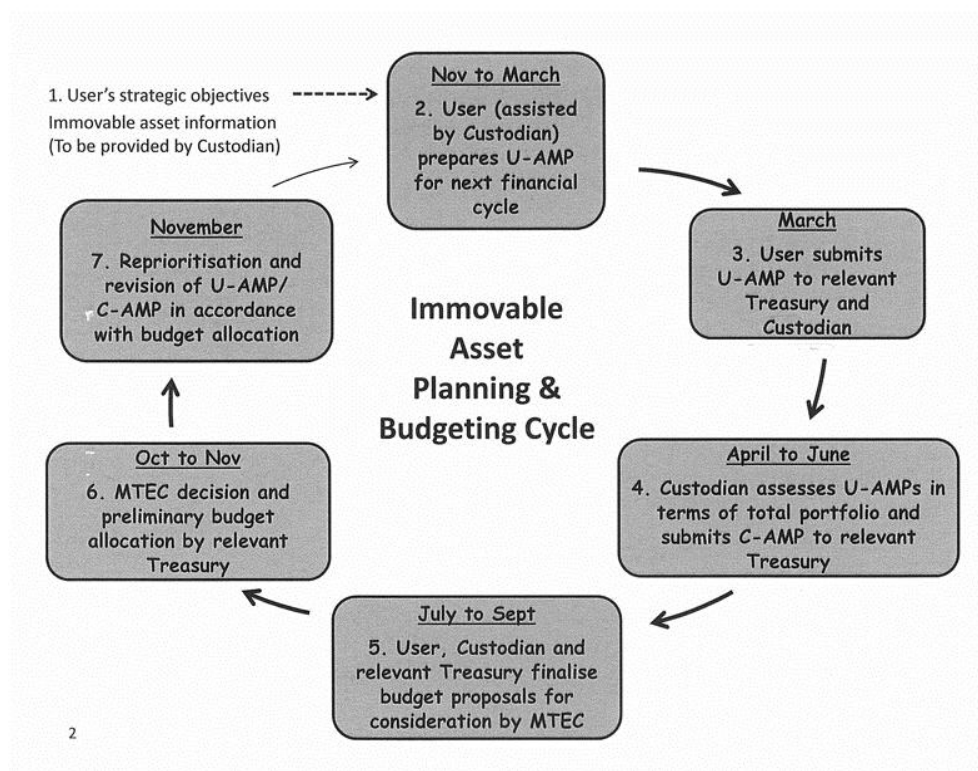 1. User's strategic objectives
Immovable asset information
(To be provided by Custodian)
Nov to March
2. User (assisted
by Custodian)
prepares U-AMP
for next financial
cycle
March
3. User submits
U-AMP to relevant
Treasury and
Custodian
April to June
4. Custodian assesses U-AMPs in
terms of total portfolio and
submits C-AMP to relevant
Treasury
July to Sept
5. User, Custodian and
relevant Treasury finalise
budget proposals for
consideration by MTEC
Oct to Nov
6. MTEC decision and
preliminary budget
allocation by relevant
Treasury
November
7. Reprioritisation and
revision of U-AMP/
C-AMP in accordance
with budget allocation
Immovable
Asset
Planning &
Budgeting Cycle
2